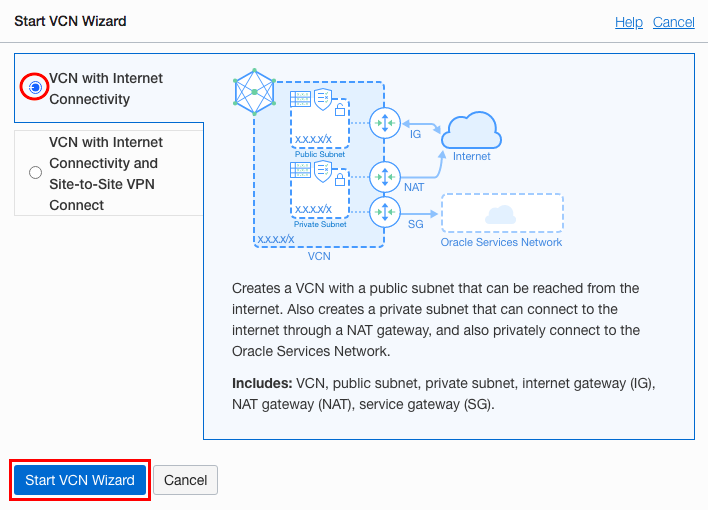 Start VCN Wizard
Help Cancel
VCN with Internet
Connectivity
VCN with Internet
Connectivity and
Site-to-Site VPN
Connect
X.X.X.X/X
Public Subnet
IG
Internet
NAT
X.X.X.X/X
Private Subnet
SG
X.X.X.X/X
Oracle Services Network
VCN
Creates a VCN with a public subnet that can be reached from the
internet. Also creates a private subnet that can connect to the
internet through a NAT gateway, and also privately connect to the
Oracle Services Network.
Includes: VCN, public subnet, private subnet, internet gateway (IG),
NAT gateway (NAT), service gateway (SG).
Start VCN Wizard
Cancel